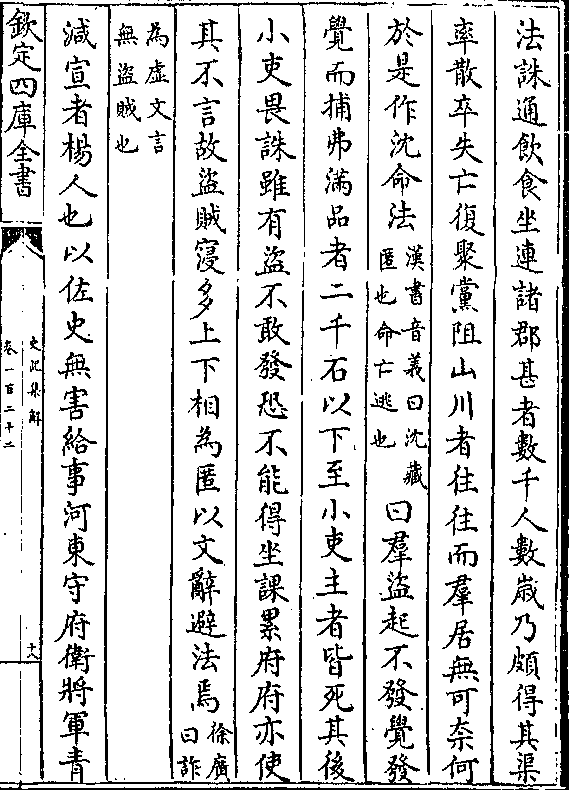 法誅通飲食坐連諸郡甚者數千人數嵗乃頗得其渠
率散卒失亡復聚黨阻山川者往往而羣居無可奈何
於是作沈命法漢書音義曰沈藏匿也命亡逃也曰羣盜起不發覺發
覺而捕弗滿品者二千石以下至小吏主者皆死其後
小吏畏誅雖有盜不敢發恐不能得坐課累府府亦使
其不言故盜賊寖多上下相為匿以文辭避法焉徐廣曰詐
為虛文言無盜賊也
減宣者楊人也以佐史無害給事河東守府衛將軍青
欽定四庫全書
史記集解
卷一百二十二
十八